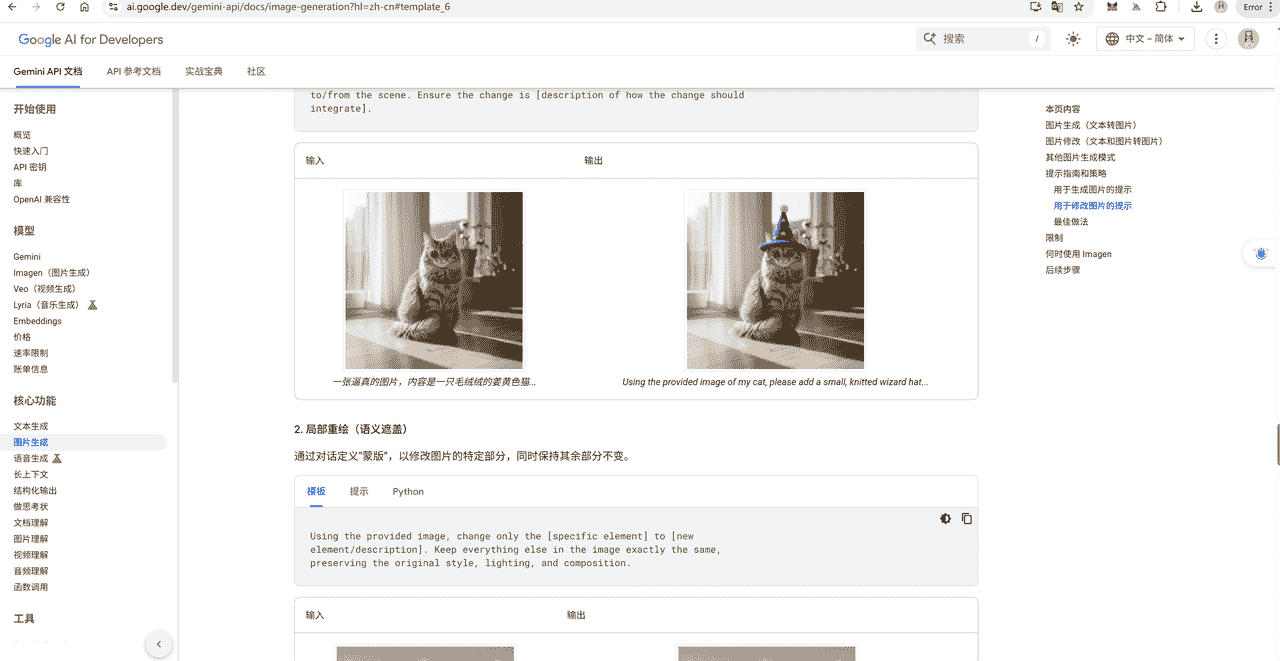 ai.google.dev/gemini-api/docs/image-generation?hl=zh-cn#template_6
Error
Google AI for Developers
搜索
/
中文 – 简体
Gemini API 文档
API 参考文档
实战宝典
社区
开始使用
概览
快速入门
API 密钥
库
OpenAI 兼容性
模型
Gemini
Imagen（图片生成）
Veo（视频生成）
Lyria（音乐生成）
Embeddings
价格
速率限制
账单信息
核心功能
文本生成
图片生成
语音生成
长上下文
结构化输出
做思考状
文档理解
图片理解
视频理解
音频理解
函数调用
工具
to/from the scene. Ensure the change is [description of how the change should
integrate].
输入
输出
一张逼真的图片，内容是一只毛绒绒的姜黄色猫...
Using the provided image of my cat, please add a small, knitted wizard hat...
2. 局部重绘（语义遮盖）
通过对话定义“蒙版”，以修改图片的特定部分，同时保持其余部分不变。
模板
提示
Python
Using the provided image, change only the [specific element] to [new
element/description]. Keep everything else in the image exactly the same,
preserving the original style, lighting, and composition.
输入
输出
本页内容
图片生成（文本转图片）
图片修改（文本和图片转图片）
其他图片生成模式
提示指南和策略
用于生成图片的提示
用于修改图片的提示
最佳做法
限制
何时使用 Imagen
后续步骤